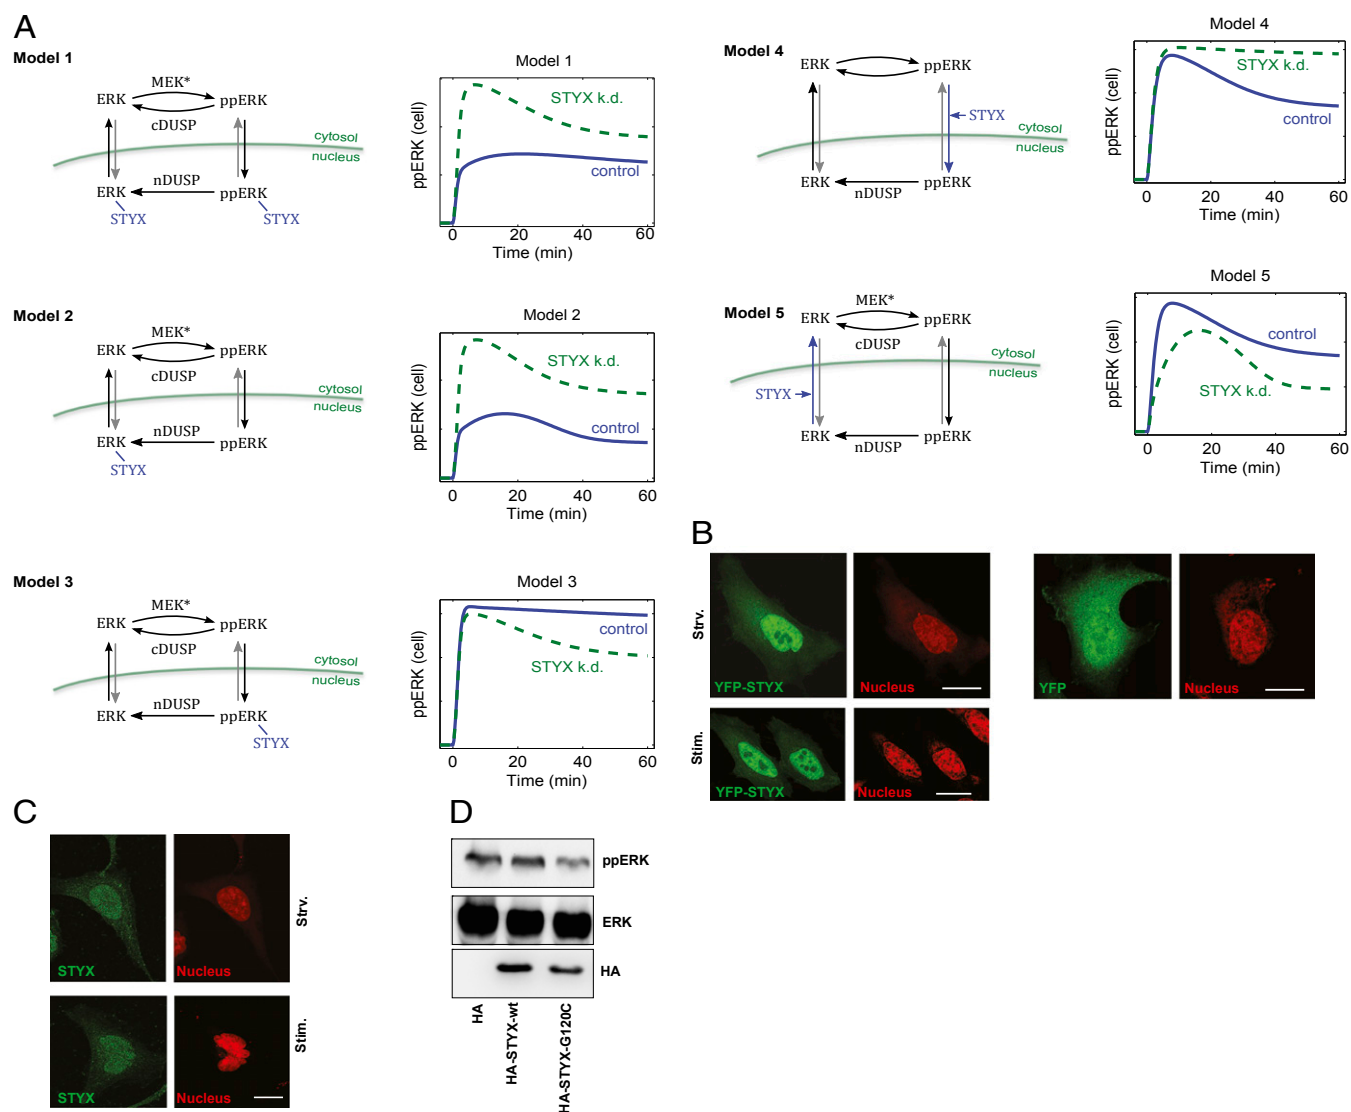 A
Model 1
MEK*
ERK
ppERK
cDUSP
cytosol
nucleus
ERK
nDUSP
ppERK
STYX
STYX
Model 1
ppERK (cell)
STYX k.d.
control
0
20
40
60
Time (min)
Model 2
MEK*
ERK
ppERK
cDUSP
cytosol
nucleus
ERK
nDUSP
ppERK
STYX
Model 2
ppERK (cell)
STYX k.d.
control
0
20
40
60
Time (min)
Model 3
MEK*
ERK
ppERK
cDUSP
cytosol
nucleus
ERK
nDUSP
ppERK
STYX
Model 3
ppERK (cell)
control
STYX k.d.
0
20
40
60
Time (min)
Model 4
ERK
ppERK
STYX
cytosol
nucleus
ERK
nDUSP
ppERK
Model 4
ppERK (cell)
STYX k.d.
control
0
20
40
60
Time (min)
Model 5
MEK*
ERK
ppERK
cDUSP
cytosol
nucleus
STYX
ERK
nDUSP
ppERK
Model 5
ppERK (cell)
control
STYX k.d.
0
20
40
60
Time (min)
B
Strv.
YFP-STYX
Nucleus
YFP
Nucleus
Stim.
YFP-STYX
Nucleus
C
STYX
Nucleus
Strv.
STYX
Nucleus
Stim.
D
ppERK
ERK
HA
HA
HA-STYX-wt
HA-STYX-G120C